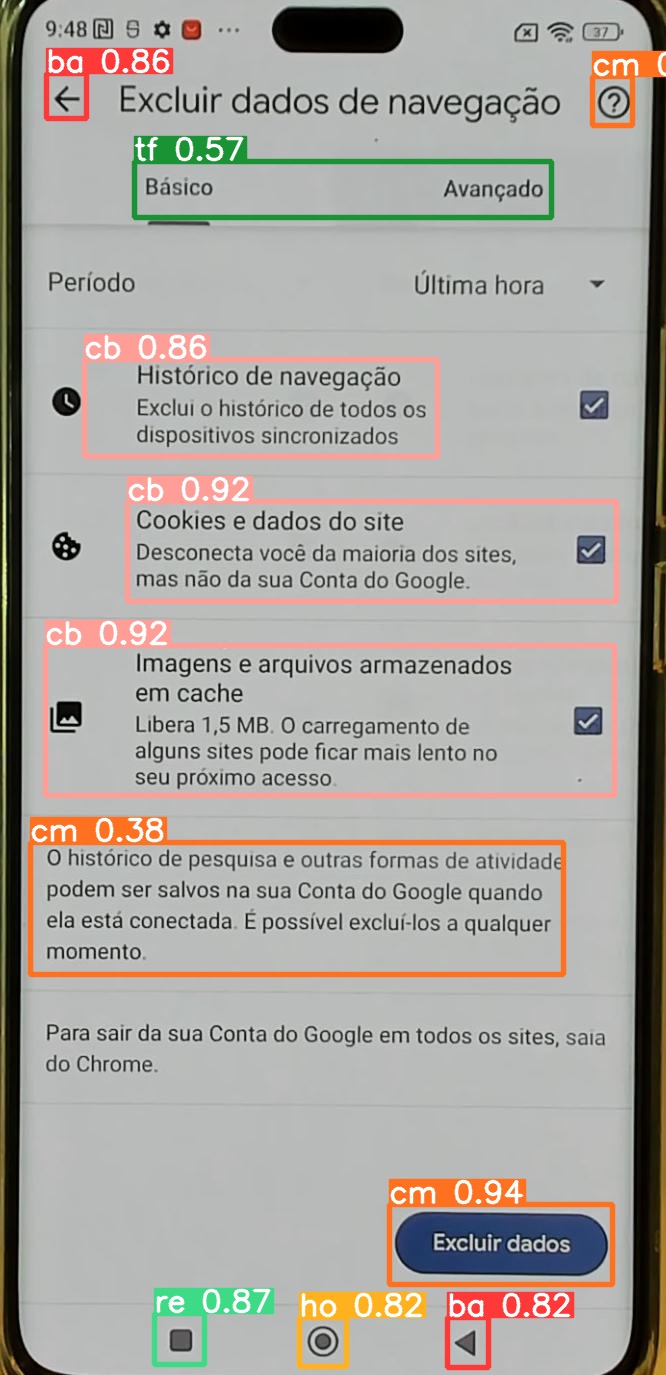 9:48
37
ba 0.86
cm 0
Excluir dados de navegação
tf 0.57
Básico Avançado
Período Última hora
cb 0.86
Histórico de navegação
Exclui o histórico de todos os
dispositivos sincronizados
cb 0.92
Cookies e dados do site
Desconecta você da maioria dos sites,
mas não da sua Conta do Google.
cb 0.92
Imagens e arquivos armazenados
em cache
Libera 1,5 MB. O carregamento de
alguns sites pode ficar mais lento no
seu próximo acesso.
cm 0.38
O histórico de pesquisa e outras formas de atividade
podem ser salvos na sua Conta do Google quando
ela está conectada. É possível excluí-los a qualquer
momento.
Para sair da sua Conta do Google em todos os sites, saia
do Chrome.
cm 0.94
Excluir dados
re 0.87 ho 0.82 ba 0.82